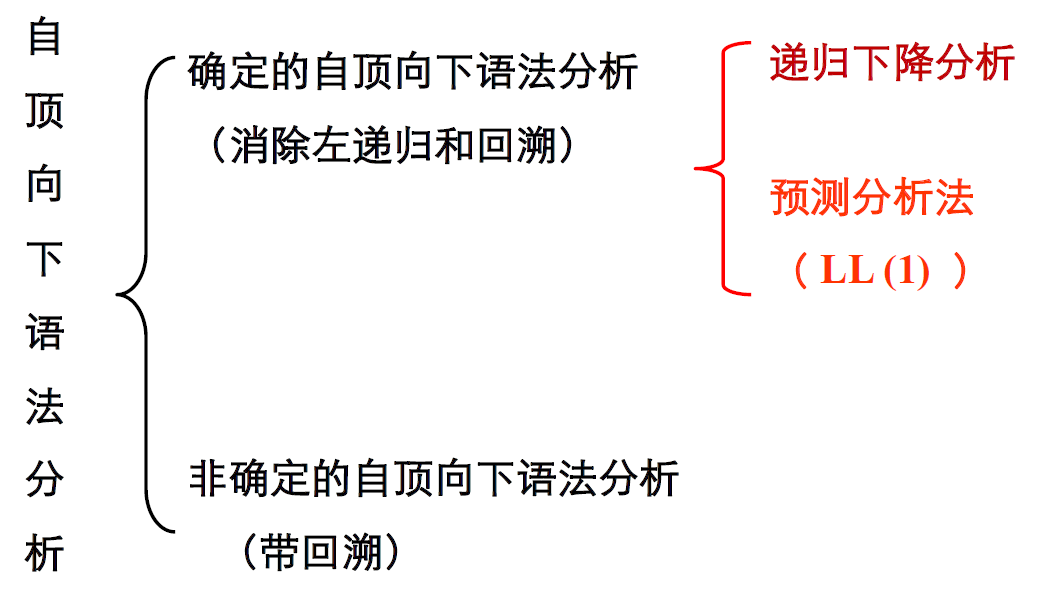 自顶向下语法分析
确定的自顶向下语法分析
（消除左递归和回溯）
递归下降分析
预测分析法
（ LL (1) ）
非确定的自顶向下语法分析
（带回溯）